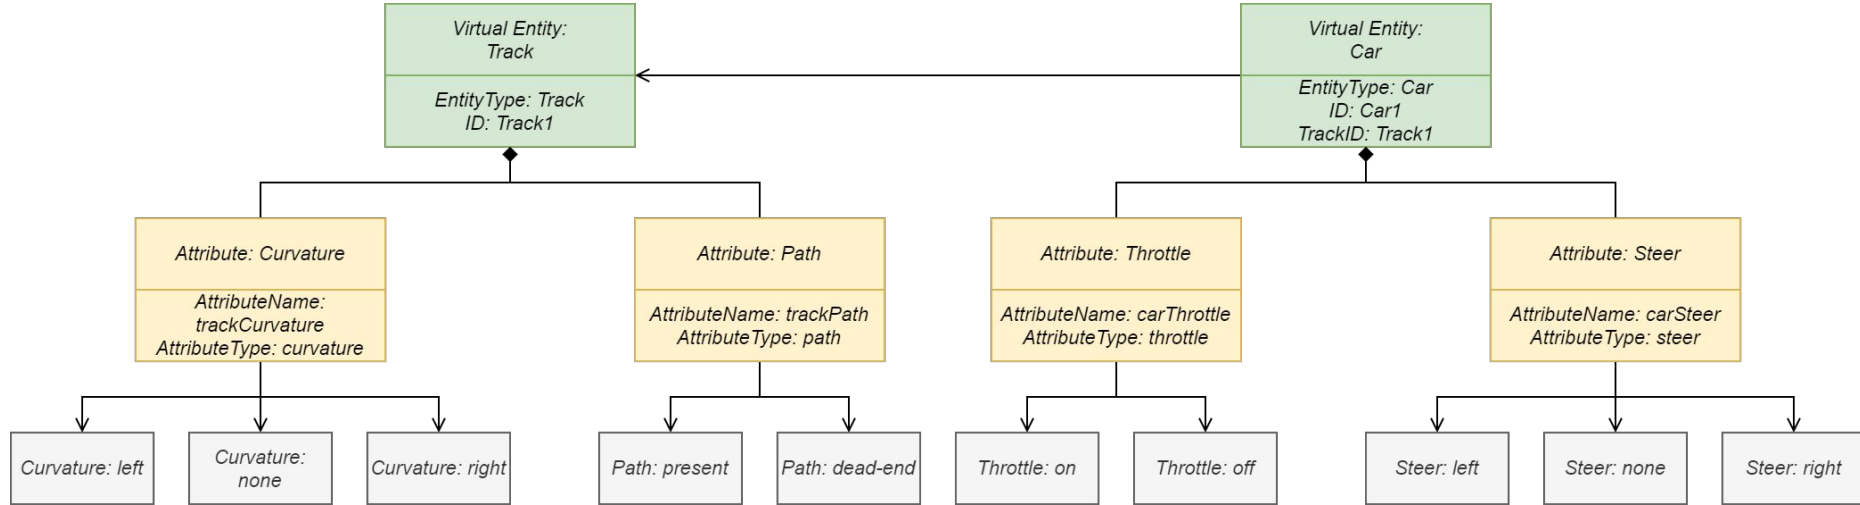 Virtual Entity:
Track
EntityType: Track
ID: Track1
Virtual Entity:
Car
EntityType: Car
ID: Car1
TrackID: Track1
Attribute: Curvature
AttributeName:
trackCurvature
AttributeType: curvature
Attribute: Path
AttributeName: trackPath
AttributeType: path
Attribute: Throttle
AttributeName: carThrottle
AttributeType: throttle
Attribute: Steer
AttributeName: carSteer
AttributeType: steer
Curvature: left
Curvature:
none
Curvature: right
Path: present
Path: dead-end
Throttle: on
Throttle: off
Steer: left
Steer: none
Steer: right